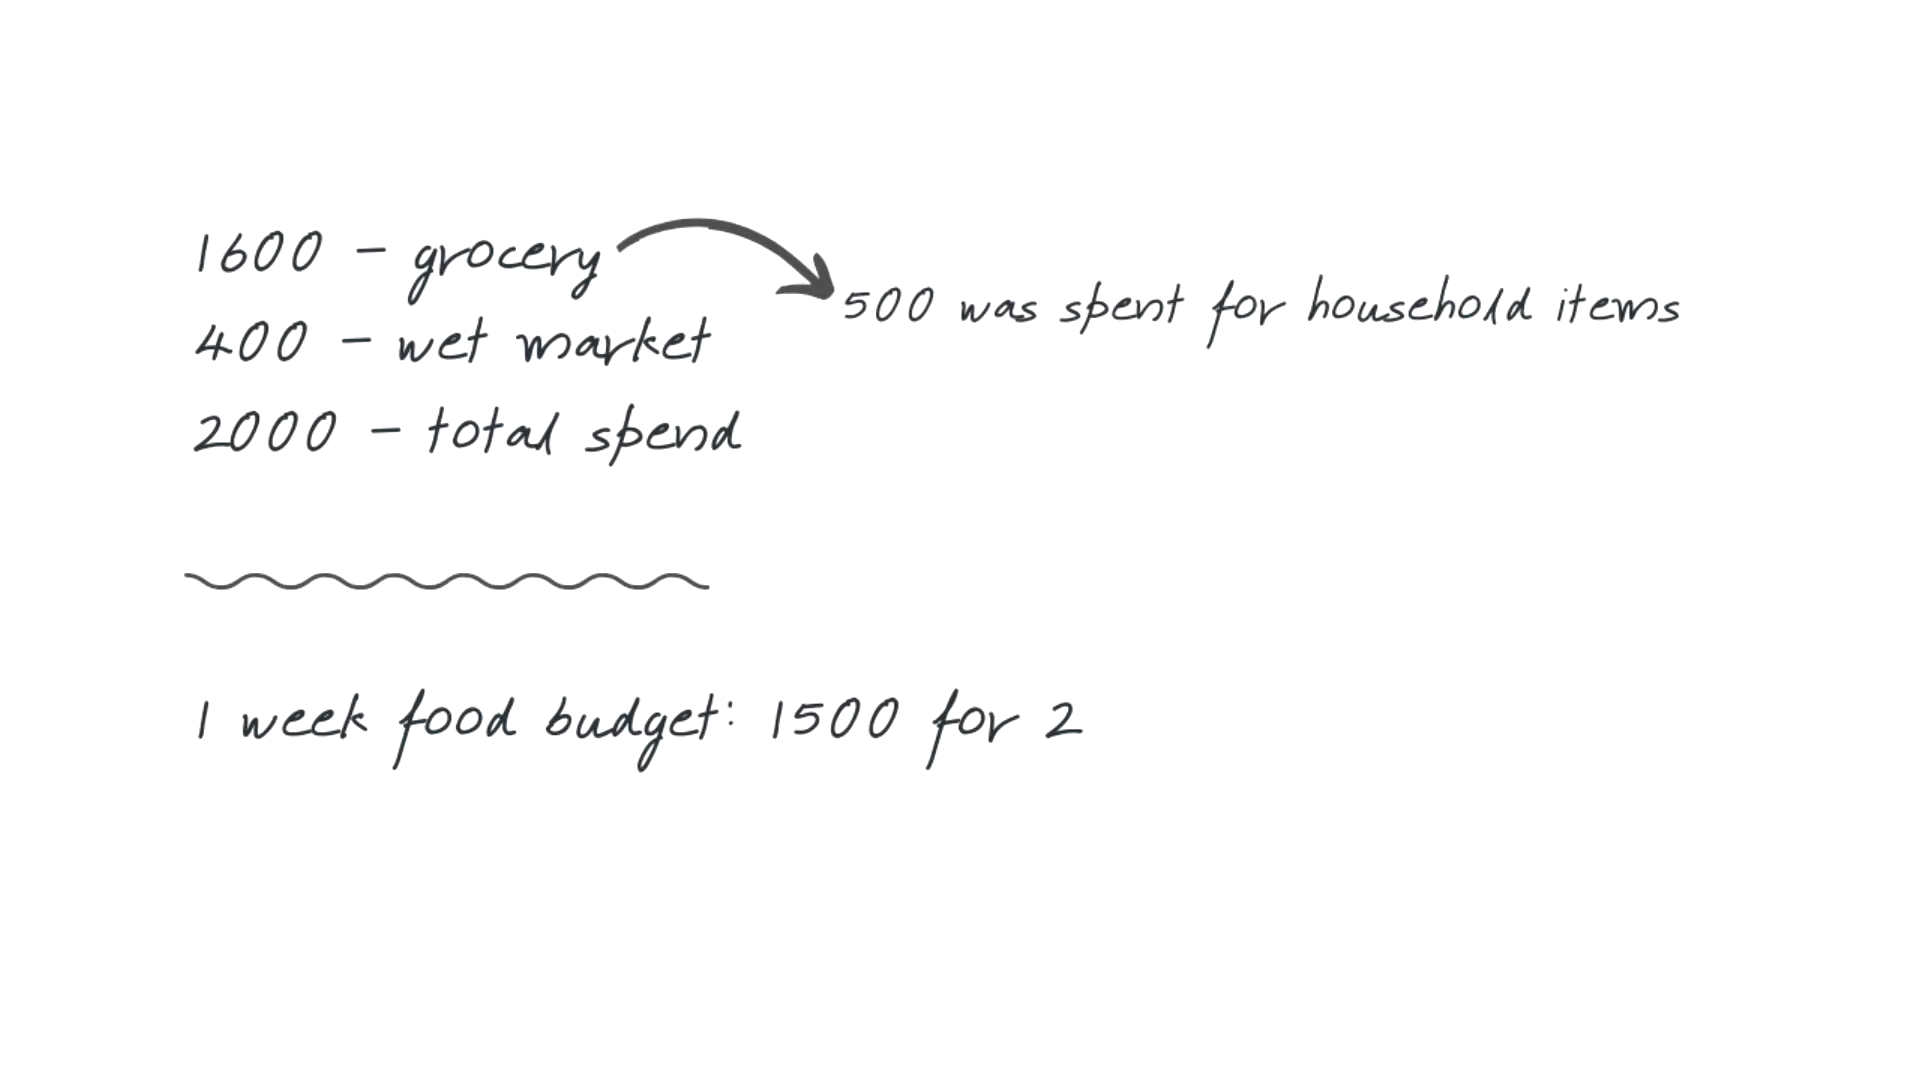 1600 - grocery
500 was spent for household items
400 - wet market
2000 - total spend
1 week food budget: 1500 for 2